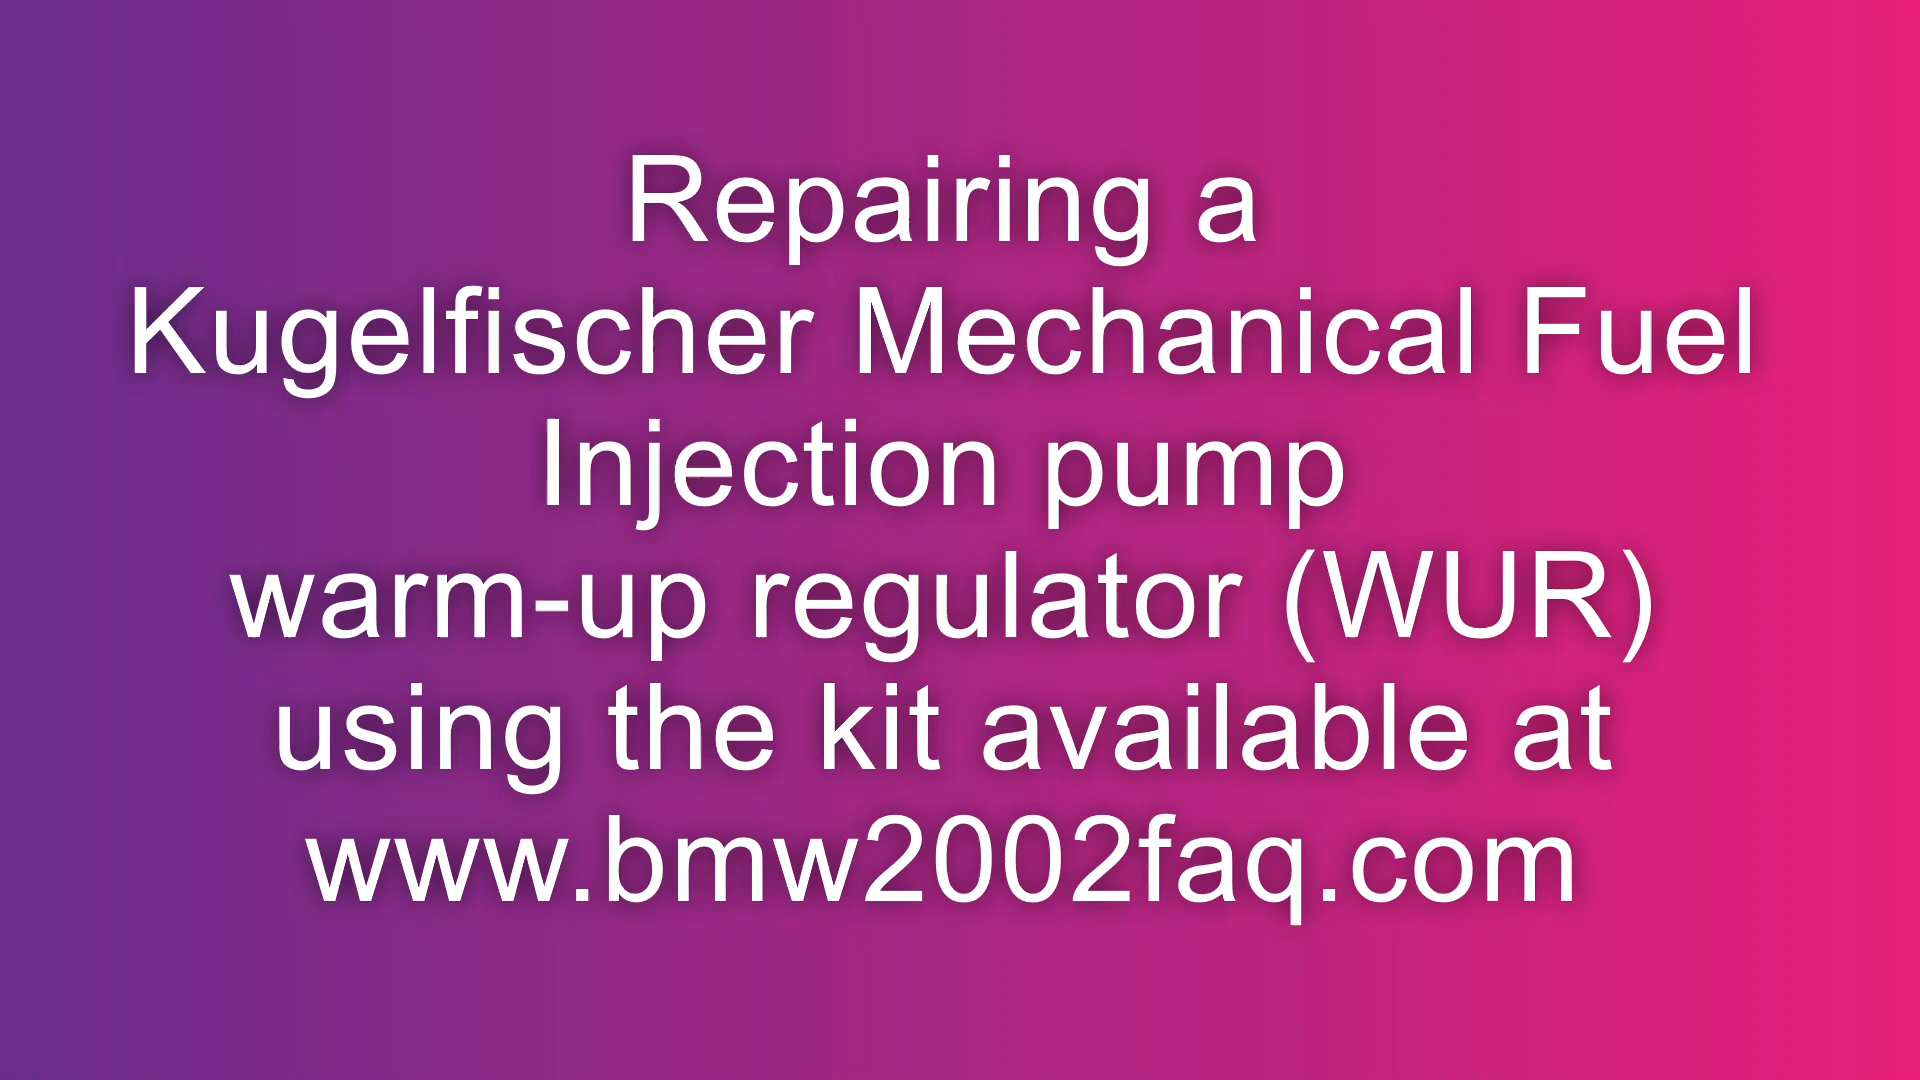 Repairing a
Kugelfischer Mechanical Fuel
Injection pump
warm-up regulator (WUR)
using the kit available at
www.bmw2002faq.com